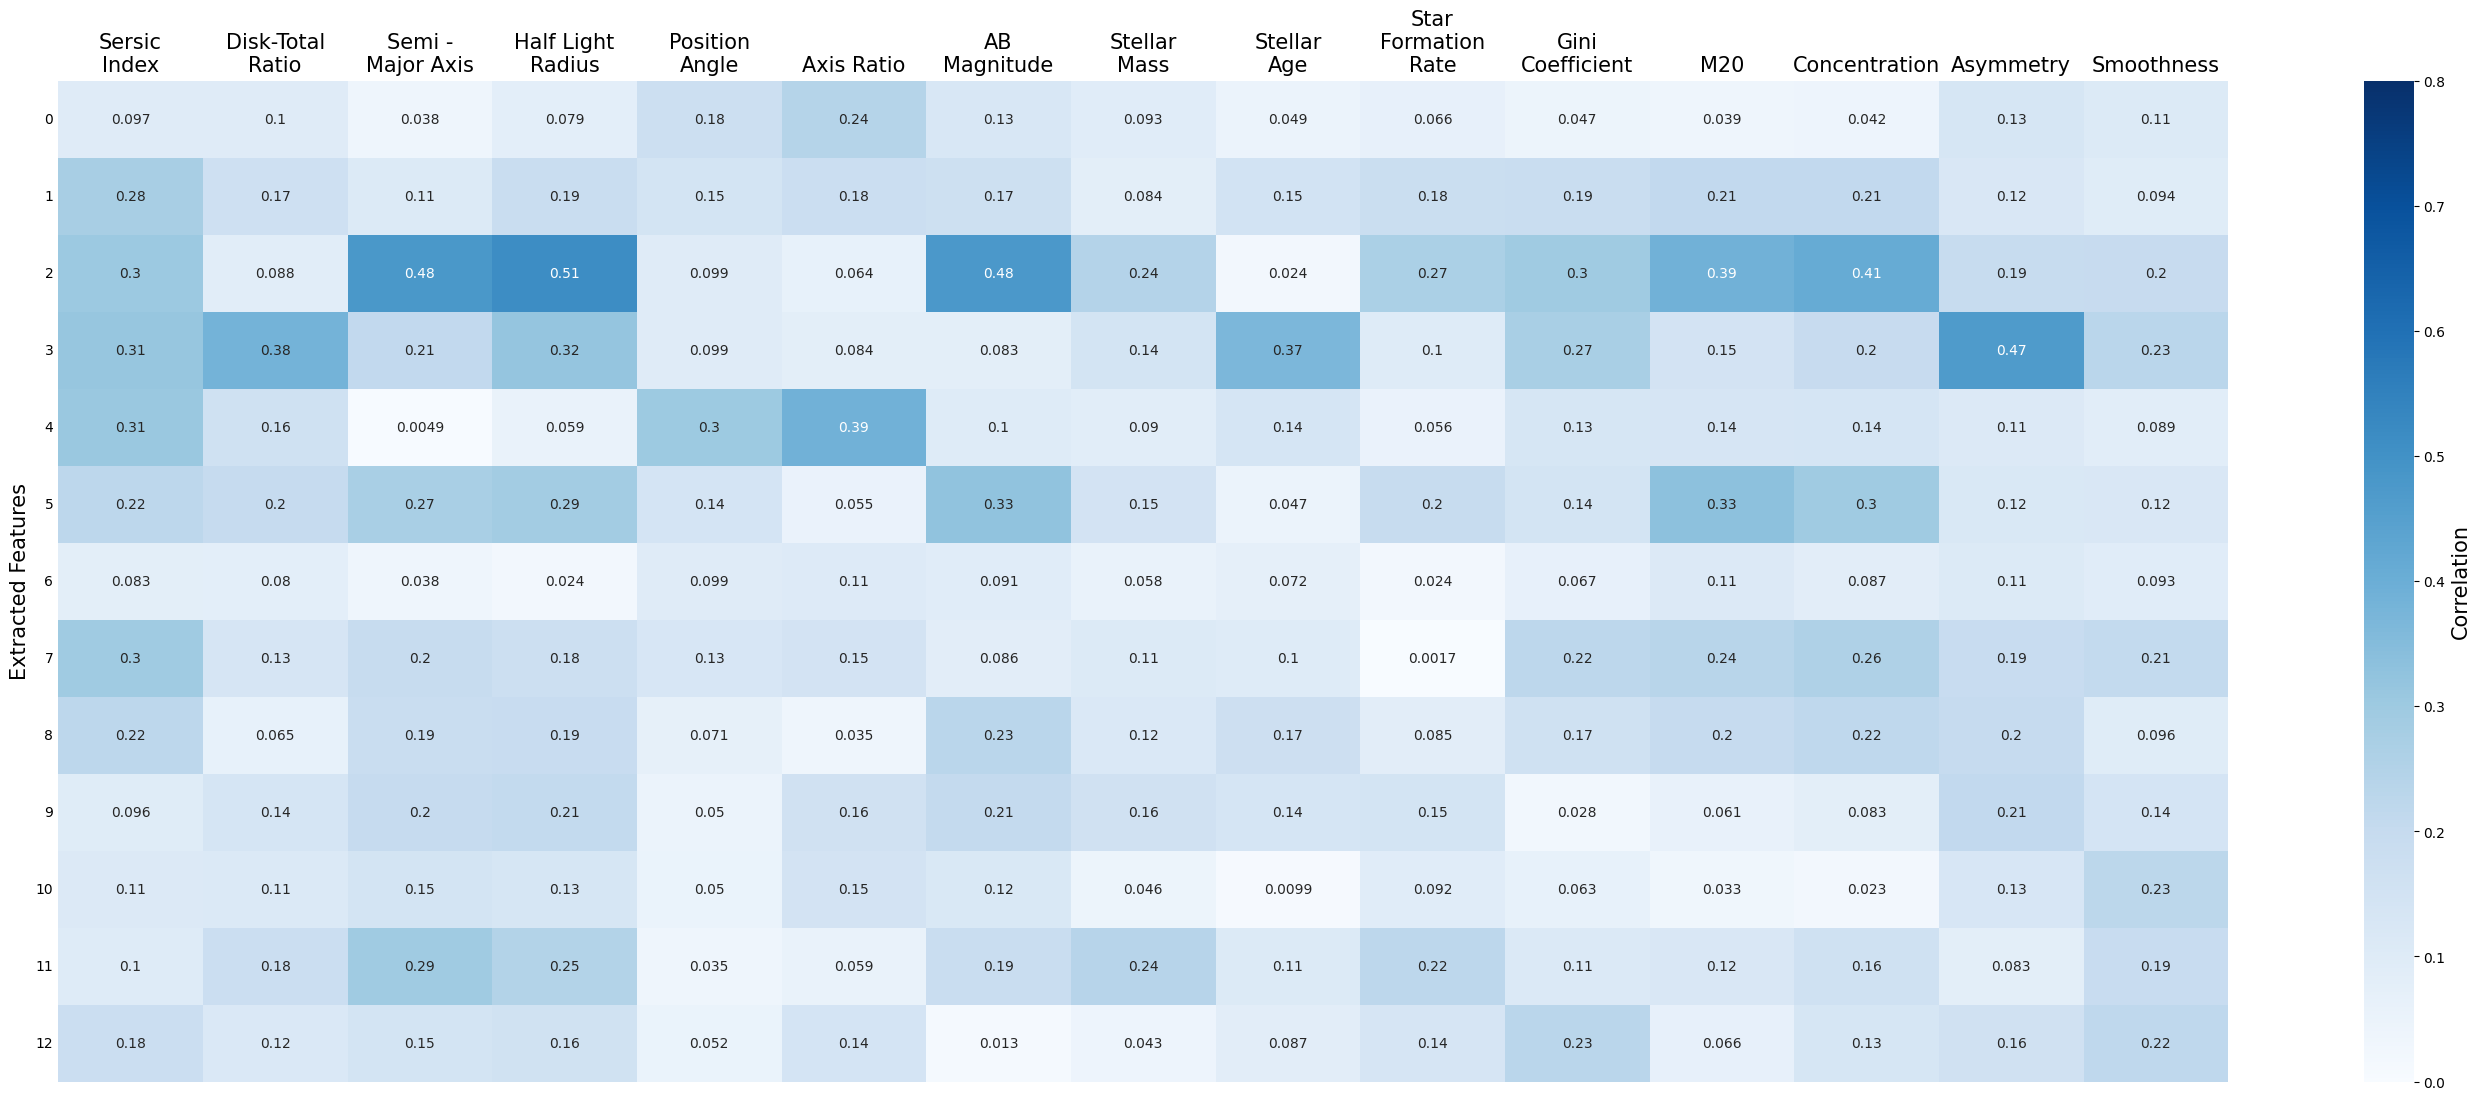 Star
Sersic Disk-Total Semi - Half Light Position AB Stellar Stellar Formation Gini
Index Ratio Major Axis Radius Angle Axis Ratio Magnitude Mass Age Rate Coefficient M20 Concentration Asymmetry Smoothness
0 0.097 0.1 0.038 0.079 0.18 0.24 0.13 0.093 0.049 0.066 0.047 0.039 0.042 0.13 0.11
1 0.28 0.17 0.11 0.19 0.15 0.18 0.17 0.084 0.15 0.18 0.19 0.21 0.21 0.12 0.094
2 0.3 0.088 0.48 0.51 0.099 0.064 0.48 0.24 0.024 0.27 0.3 0.39 0.41 0.19 0.2
3 0.31 0.38 0.21 0.32 0.099 0.084 0.083 0.14 0.37 0.1 0.27 0.15 0.2 0.47 0.23
4 0.31 0.16 0.0049 0.059 0.3 0.39 0.1 0.09 0.14 0.056 0.13 0.14 0.14 0.11 0.089
5 0.22 0.2 0.27 0.29 0.14 0.055 0.33 0.15 0.047 0.2 0.14 0.33 0.3 0.12 0.12
6 0.083 0.08 0.038 0.024 0.099 0.11 0.091 0.058 0.072 0.024 0.067 0.11 0.087 0.11 0.093
7 0.3 0.13 0.2 0.18 0.13 0.15 0.086 0.11 0.1 0.0017 0.22 0.24 0.26 0.19 0.21
8 0.22 0.065 0.19 0.19 0.071 0.035 0.23 0.12 0.17 0.085 0.17 0.2 0.22 0.2 0.096
9 0.096 0.14 0.2 0.21 0.05 0.16 0.21 0.16 0.14 0.15 0.028 0.061 0.083 0.21 0.14
10 0.11 0.11 0.15 0.13 0.05 0.15 0.12 0.046 0.0099 0.092 0.063 0.033 0.023 0.13 0.23
11 0.1 0.18 0.29 0.25 0.035 0.059 0.19 0.24 0.11 0.22 0.11 0.12 0.16 0.083 0.19
12 0.18 0.12 0.15 0.16 0.052 0.14 0.013 0.043 0.087 0.14 0.23 0.066 0.13 0.16 0.22
Extracted Features
0.8
0.7
0.6
0.5
0.4
0.3
0.2
0.1
0.0
Correlation